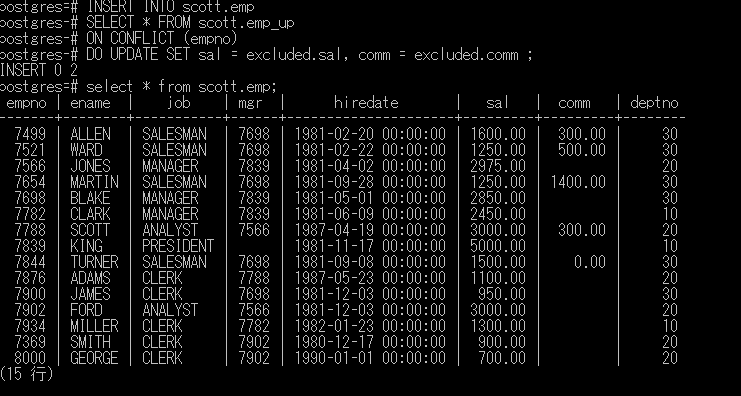 postgres=# INSERT INTO scott.emp
postgres-# SELECT * FROM scott.emp_up
postgres-# ON CONFLICT (empno)
postgres-# DO UPDATE SET sal = excluded.sal, comm = excluded.comm ;
INSERT 0 2
postgres=# select * from scott.emp;
empno | ename | job | mgr | hiredate | sal | comm | deptno
7499 | ALLEN | SALESMAN | 7698 | 1981-02-20 00:00:00 | 1600.00 | 300.00 | 30
7521 | WARD | SALESMAN | 7698 | 1981-02-22 00:00:00 | 1250.00 | 500.00 | 30
7566 | JONES | MANAGER | 7839 | 1981-04-02 00:00:00 | 2975.00 | | 20
7654 | MARTIN | SALESMAN | 7698 | 1981-09-28 00:00:00 | 1250.00 | 1400.00 | 30
7698 | BLAKE | MANAGER | 7839 | 1981-05-01 00:00:00 | 2850.00 | | 30
7782 | CLARK | MANAGER | 7839 | 1981-06-09 00:00:00 | 2450.00 | | 10
7788 | SCOTT | ANALYST | 7566 | 1987-04-19 00:00:00 | 3000.00 | 300.00 | 20
7839 | KING | PRESIDENT | | 1981-11-17 00:00:00 | 5000.00 | | 10
7844 | TURNER | SALESMAN | 7698 | 1981-09-08 00:00:00 | 1500.00 | 0.00 | 30
7876 | ADAMS | CLERK | 7788 | 1987-05-23 00:00:00 | 1100.00 | | 20
7900 | JAMES | CLERK | 7698 | 1981-12-03 00:00:00 | 950.00 | | 30
7902 | FORD | ANALYST | 7566 | 1981-12-03 00:00:00 | 3000.00 | | 20
7934 | MILLER | CLERK | 7782 | 1982-01-23 00:00:00 | 1300.00 | | 10
7369 | SMITH | CLERK | 7902 | 1980-12-17 00:00:00 | 900.00 | | 20
8000 | GEORGE | CLERK | 7902 | 1990-01-01 00:00:00 | 700.00 | | 20
(15 行)